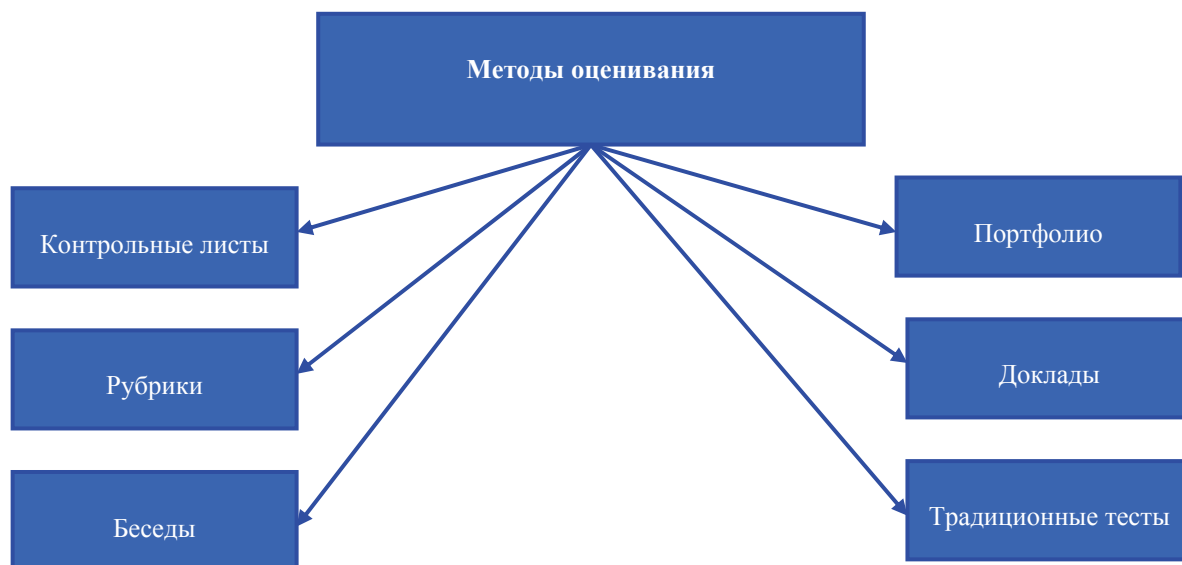 Методы оценивания
Контрольные листы
Рубрики
Беседы
Портфолио
Доклады
Традиционные тесты